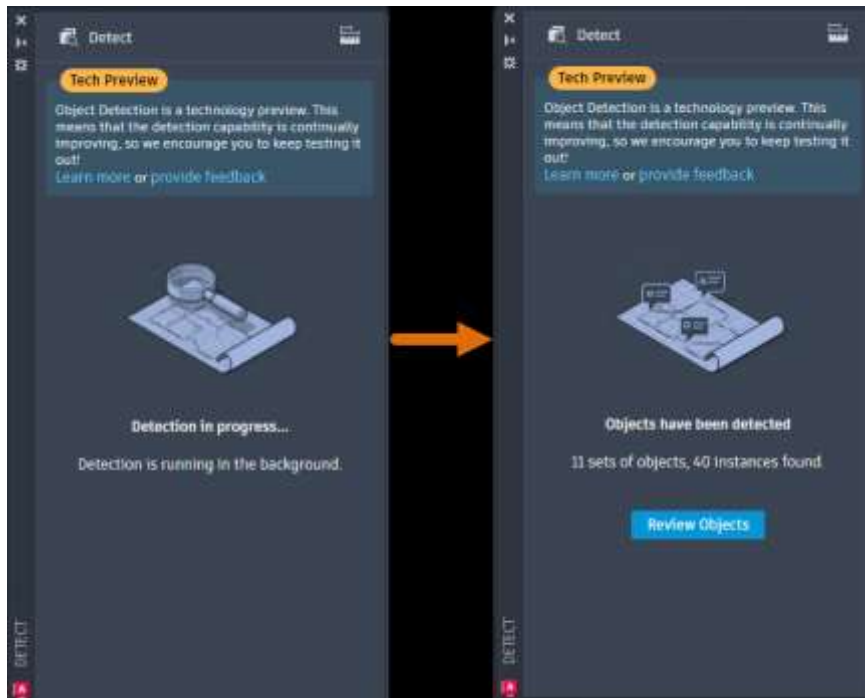 Detect
Tech Preview
Object Detection is a technology preview. This
means that the detection capability is continually
improving, so we encourage you to keep testing it
out!
Learn more or provide feedback
Detection in progress...
Detection is running in the background.
DETECT
Detect
Tech Preview
Object Detection is a technology preview. This
means that the detection capability is continually
improving, so we encourage you to keep testing it
out!
Learn more or provide feedback
Objects have been detected
11 sets of objects, 40 instances found
Review Objects
DETECT